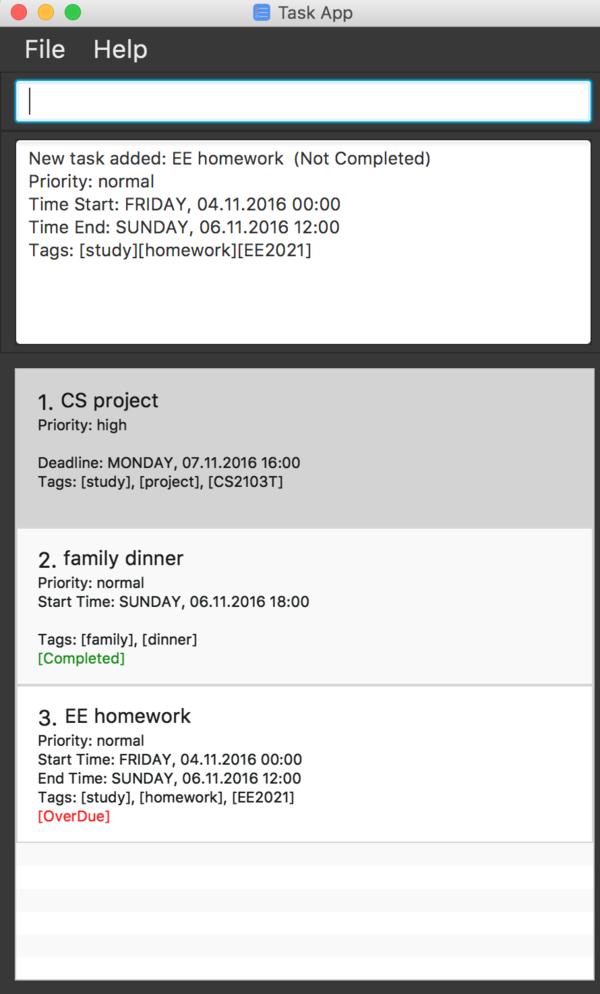 Task App
File Help
New task added: EE homework  (Not Completed)
Priority: normal
Time Start: FRIDAY, 04.11.2016 00:00
Time End: SUNDAY, 06.11.2016 12:00
Tags: [study][homework][EE2021]
1. CS project
Priority: high
Deadline: MONDAY, 07.11.2016 16:00
Tags: [study], [project], [CS2103T]
2. family dinner
Priority: normal
Start Time: SUNDAY, 06.11.2016 18:00
Tags: [family], [dinner]
[Completed]
3. EE homework
Priority: normal
Start Time: FRIDAY, 04.11.2016 00:00
End Time: SUNDAY, 06.11.2016 12:00
Tags: [study], [homework], [EE2021]
[OverDue]